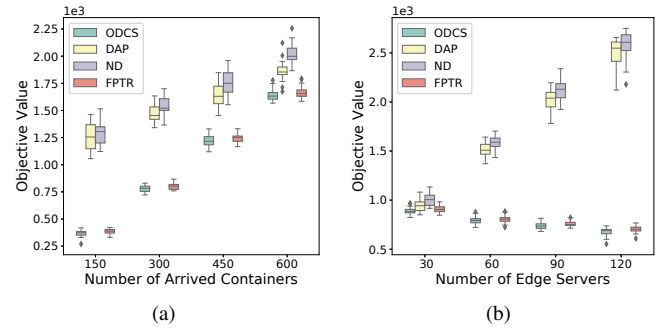 1e3
2.25
2.00
1.75
1.50
1.25
1.00
0.75
0.50
0.25
Objective Value
ODCS
DAP
ND
FPTR
150 300 450 600
Number of Arrived Containers
(a)
1e3
2.5
2.0
1.5
1.0
0.5
Objective Value
ODCS
DAP
ND
FPTR
30 60 90 120
Number of Edge Servers
(b)